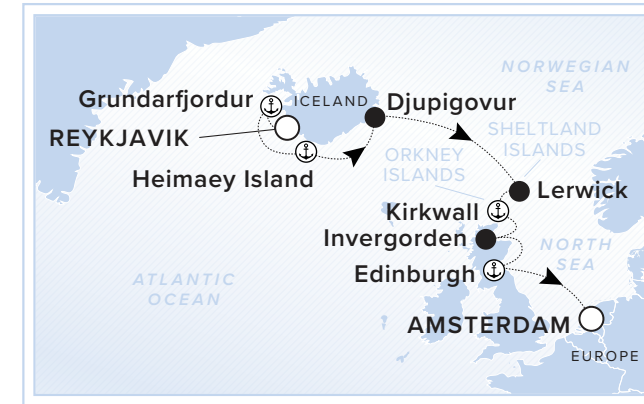 NORWEGIAN
SEA
Grundarfjordur
ICELAND
Djupigovur
REYKJAVIK
SHELTLAND
ISLANDS
ORKNEY
ISLANDS
Heimaey Island
Lerwick
Kirkwall
Invergorden
NORTH
SEA
Edinburgh
ATLANTIC
OCEAN
AMSTERDAM
EUROPE